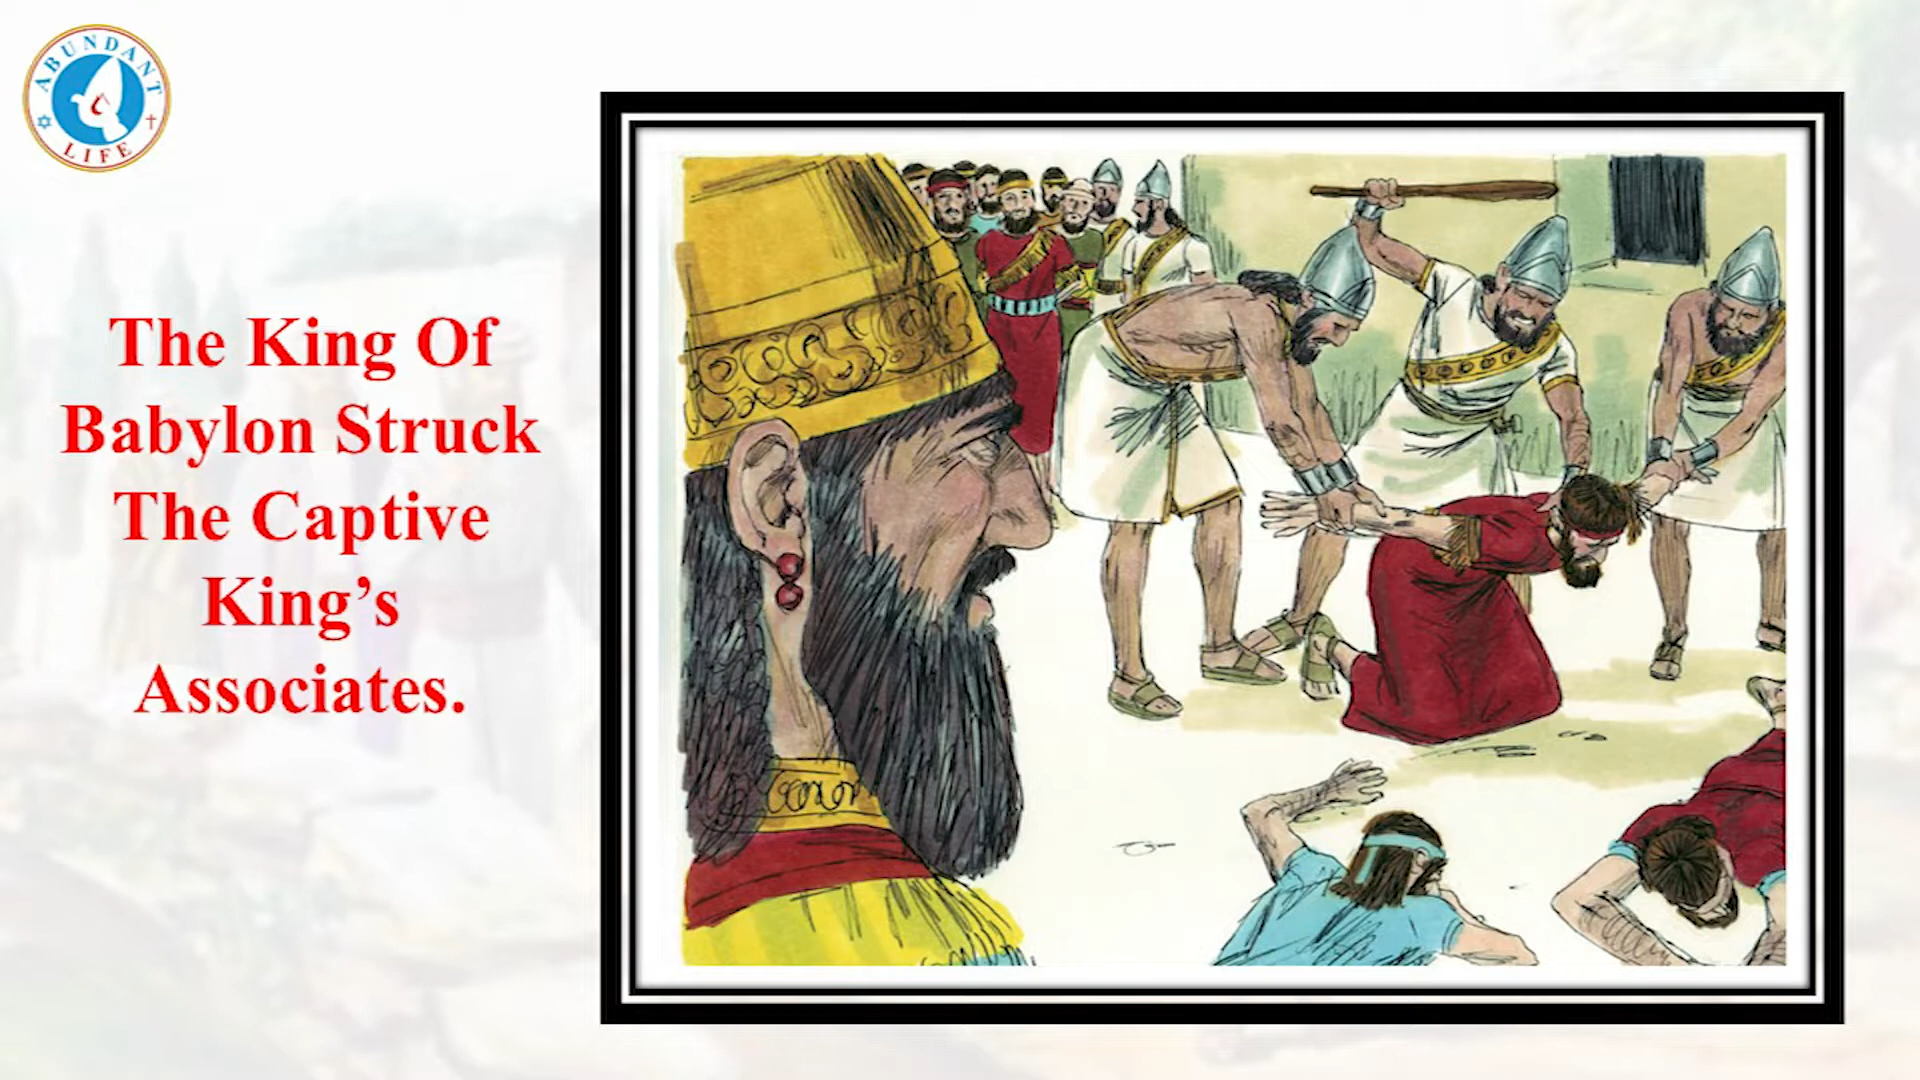 ABUNDANT
LIFE
The King Of
Babylon Struck
The Captive
King’s
Associates.